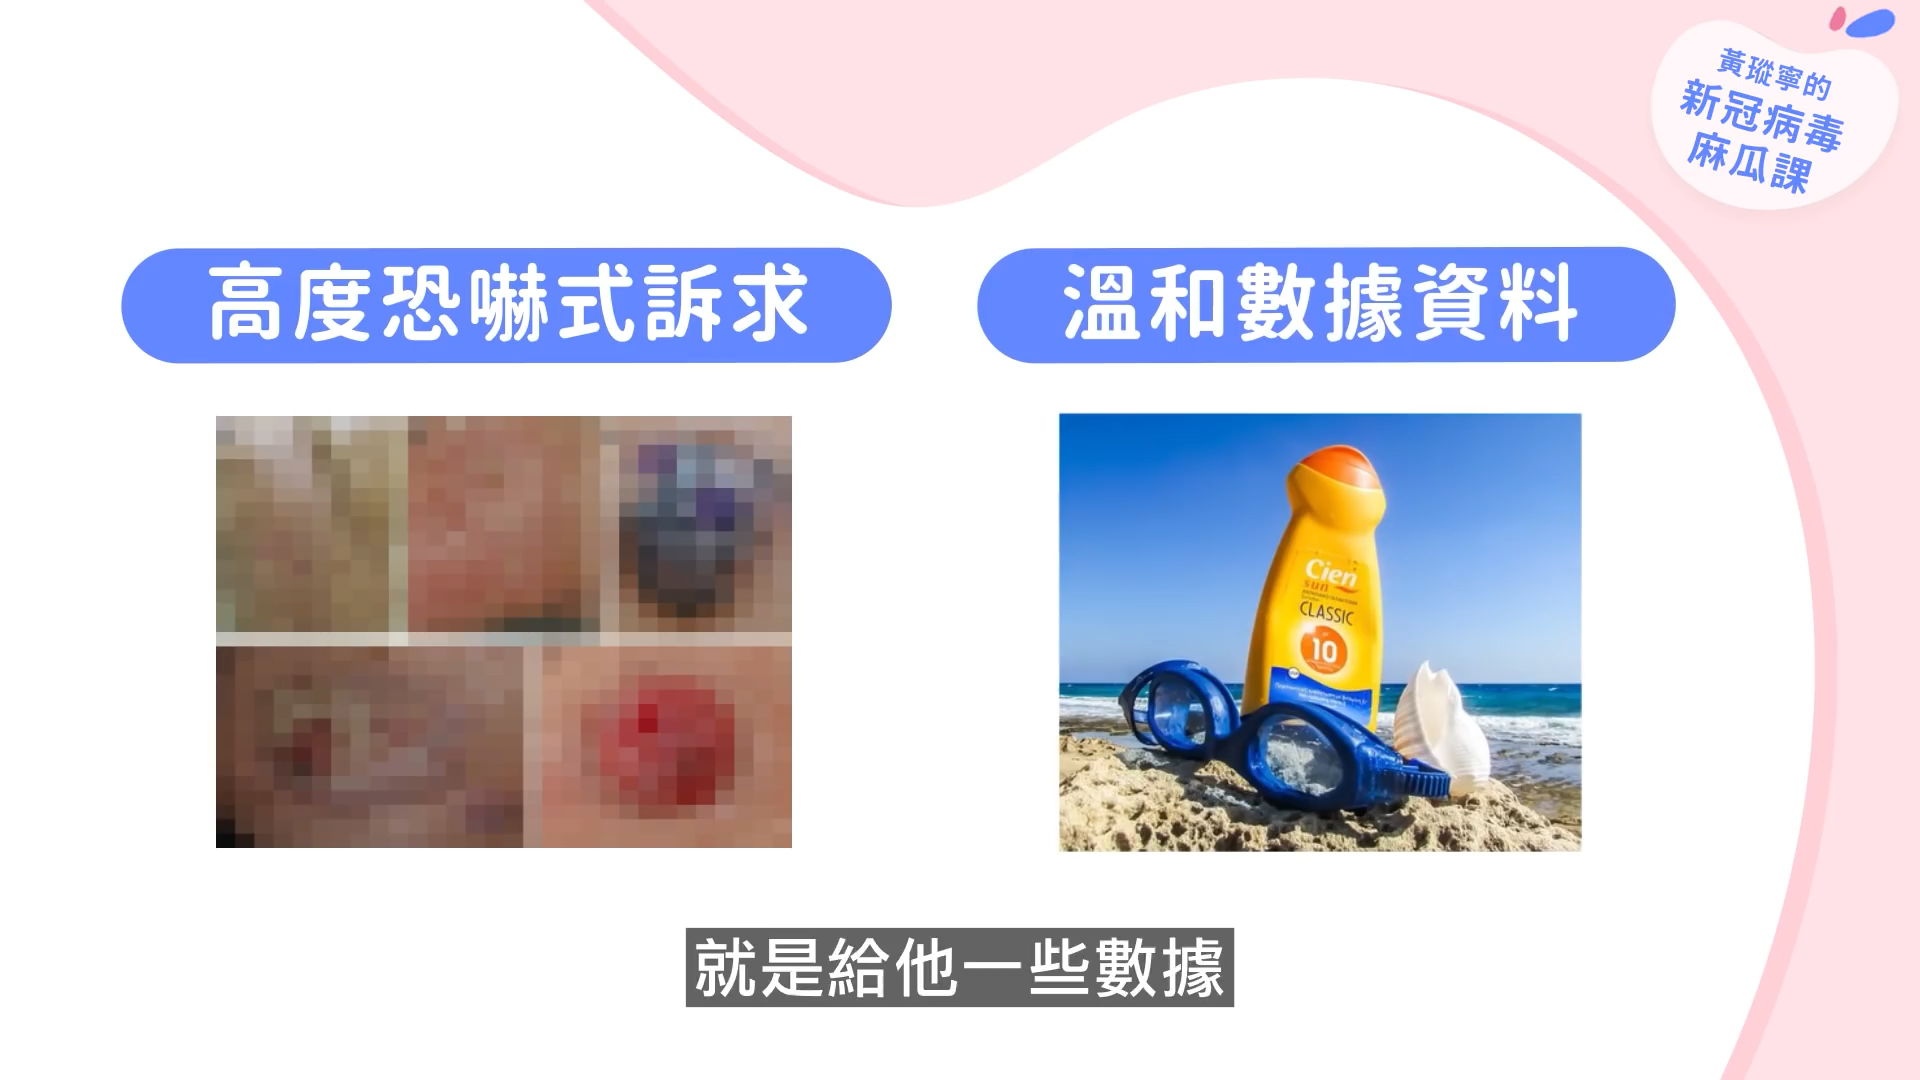 黃瑽寧的
新冠病毒
麻瓜課
高度恐嚇式訴求
溫和數據資料
Cien
sun
CLASSIC
10
就是給他一些數據